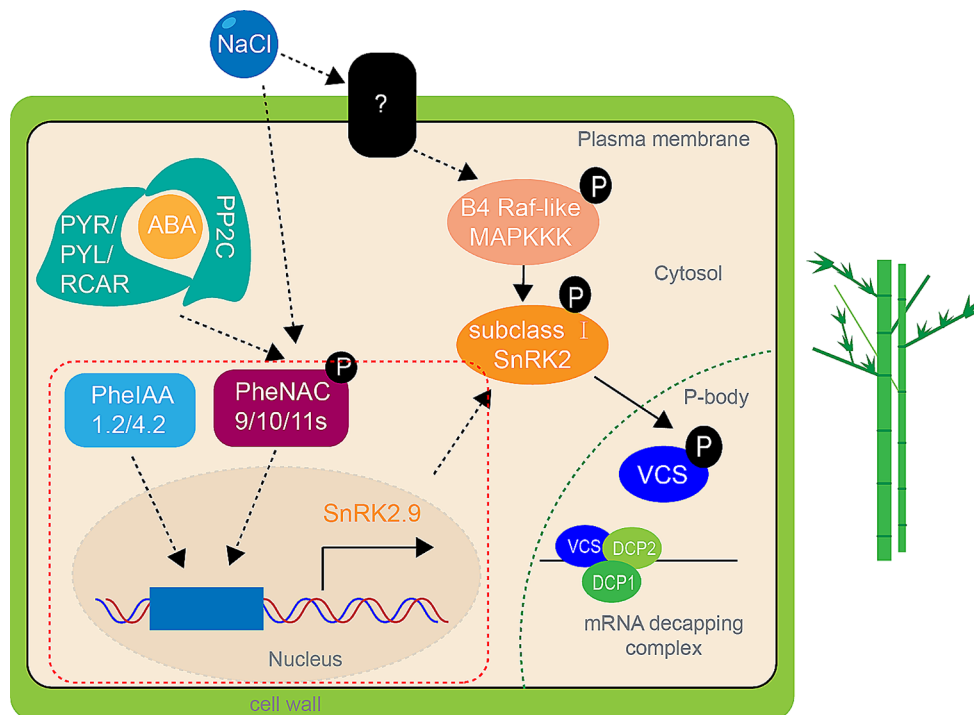 NaCl
?
Plasma membrane
P
B4 Raf-like
MAPKKK
PYR/
PYL/
RCAR
ABA
PP2C
Cytosol
P
subclass I
SnRK2
P
PheIAA
1.2/4.2
PheNAC
9/10/11s
P-body
P
VCS
SnRK2.9
VCS
DCP2
DCP1
mRNA decapping
complex
Nucleus
cell wall